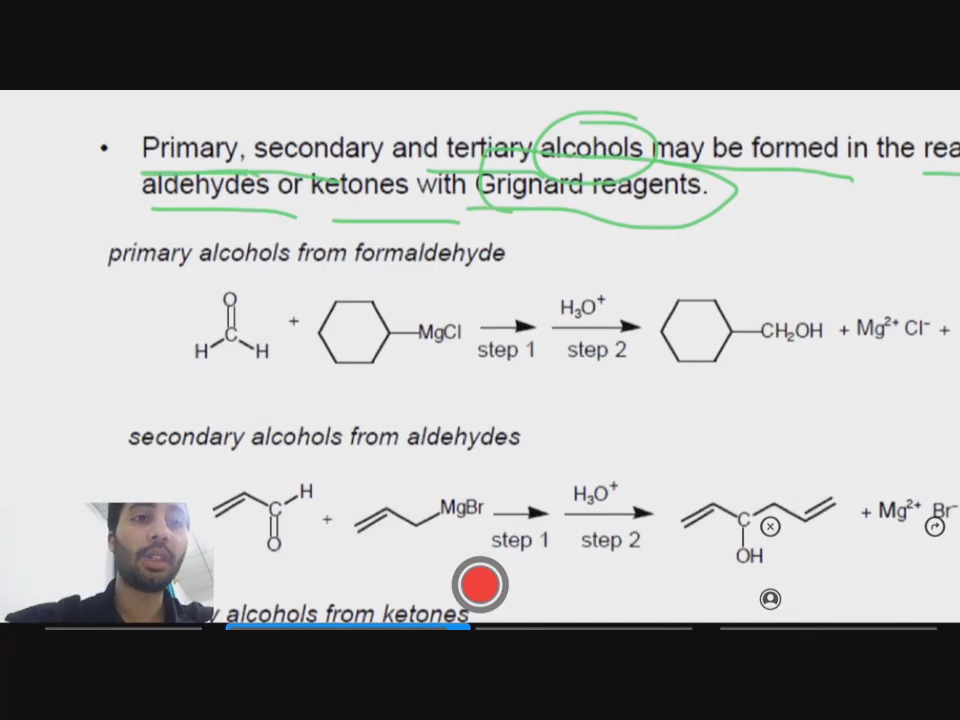 • Primary, secondary and tertiary alcohols may be formed in the rea
aldehydes or ketones with Grignard reagents.
primary alcohols from formaldehyde
O
C
H H
+
MgCl
step 1
H₃O⁺
step 2
CH₂OH + Mg²⁺ Cl⁻ +
secondary alcohols from aldehydes
H
C
O
+
MgBr
step 1
H₃O⁺
step 2
C
OH
+ Mg²⁺ Br⁻
y alcohols from ketones